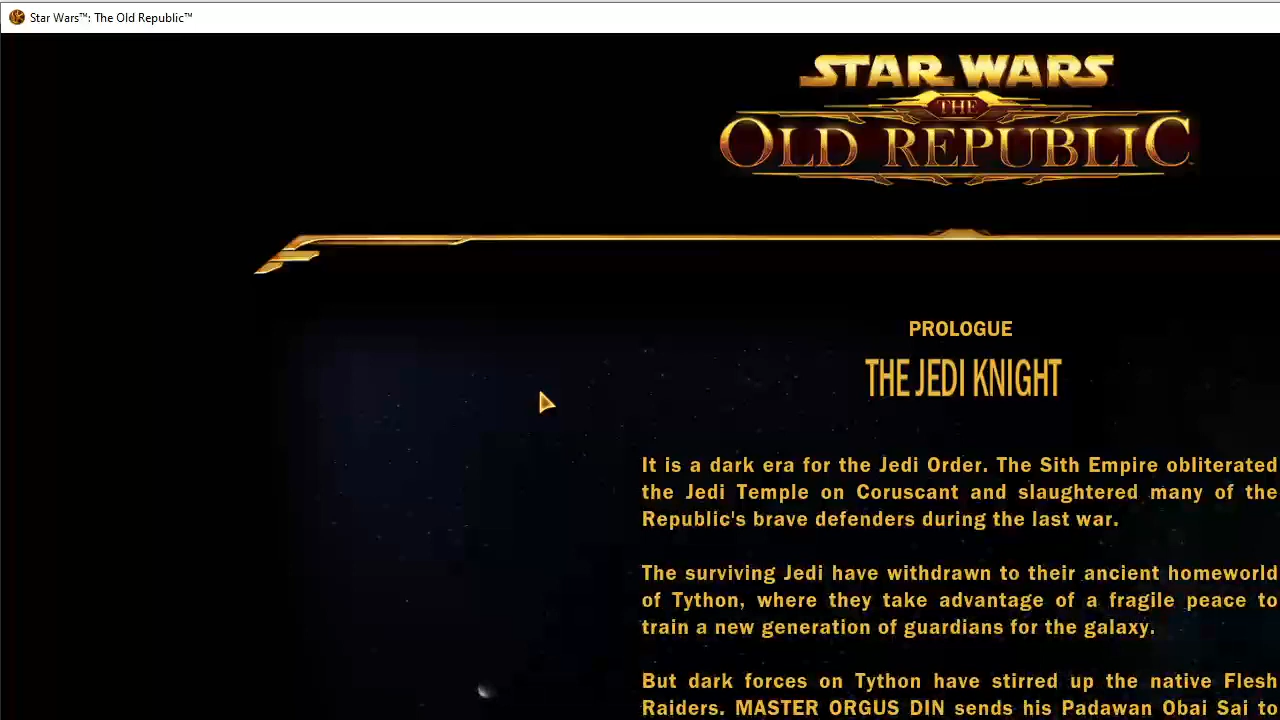 Star Wars™: The Old Republic™
STAR WARS
THE
OLD REPUBLIC™
PROLOGUE
THE JEDI KNIGHT
It is a dark era for the Jedi Order. The Sith Empire obliterated
the Jedi Temple on Coruscant and slaughtered many of the
Republic's brave defenders during the last war.
The surviving Jedi have withdrawn to their ancient homeworld
of Tython, where they take advantage of a fragile peace to
train a new generation of guardians for the galaxy.
But dark forces on Tython have stirred up the native Flesh
Raiders. MASTER ORGUS DIN sends his Padawan Obai Sai to